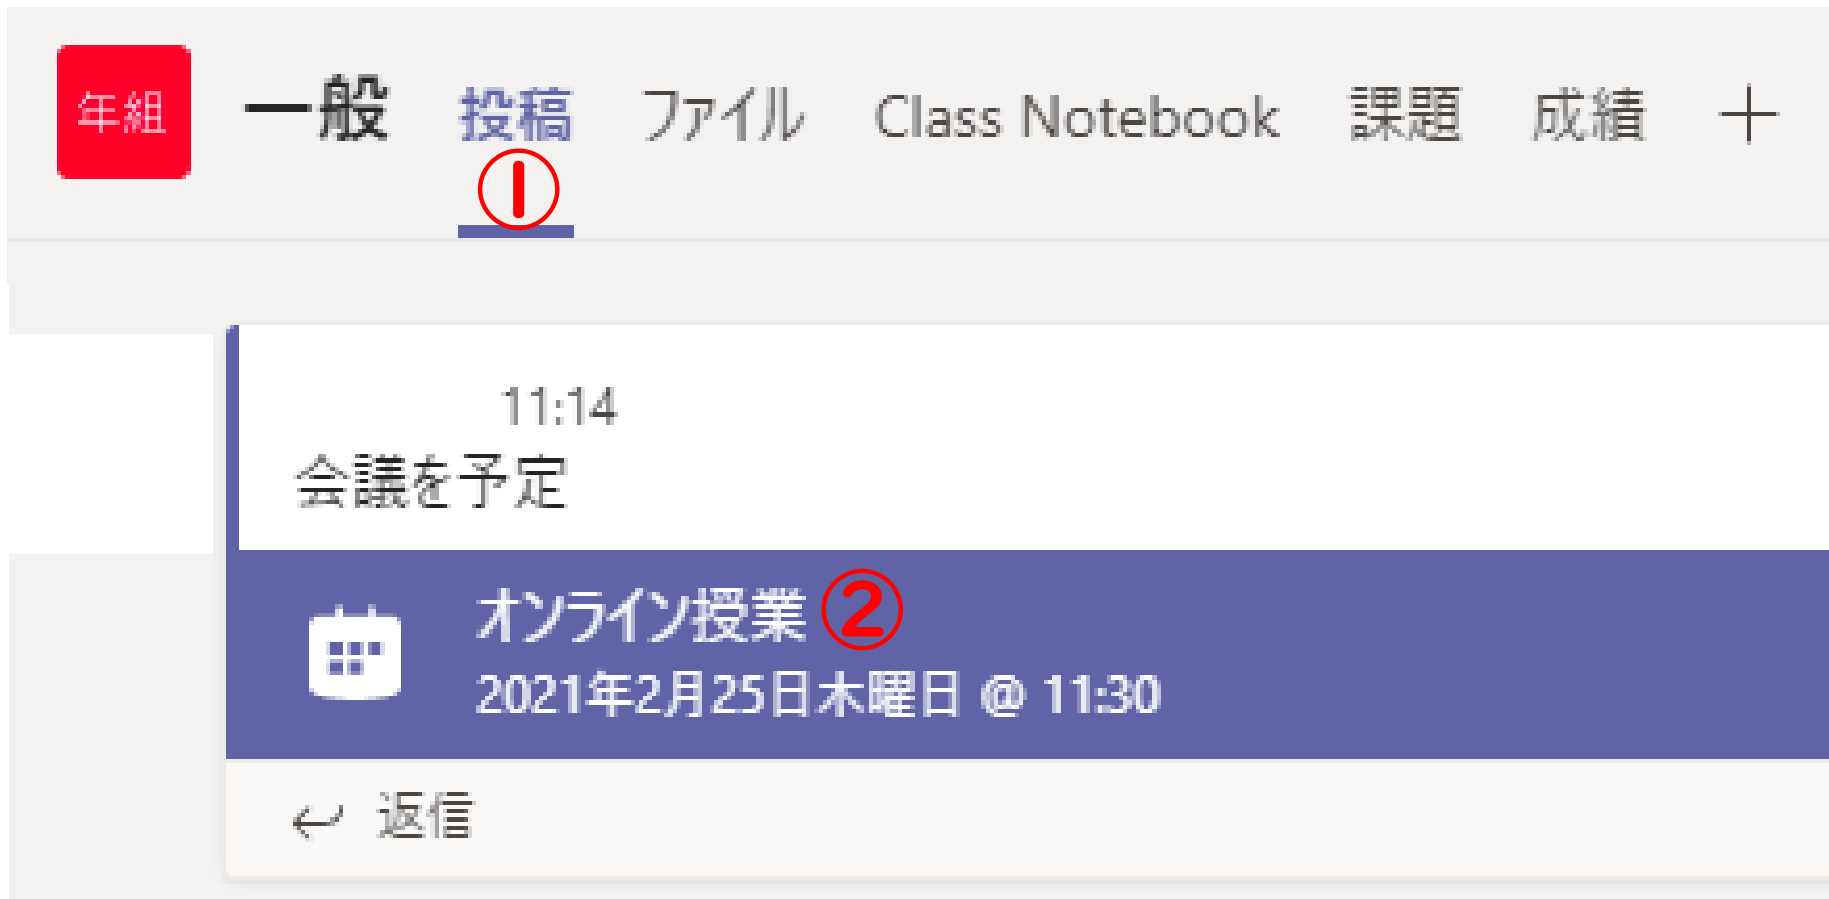 年組 一般 投稿 ファイル Class Notebook 課題 成績 +
①
11:14
会議を予定
オンライン授業 ②
2021年2月25日木曜日 @ 11:30
返信